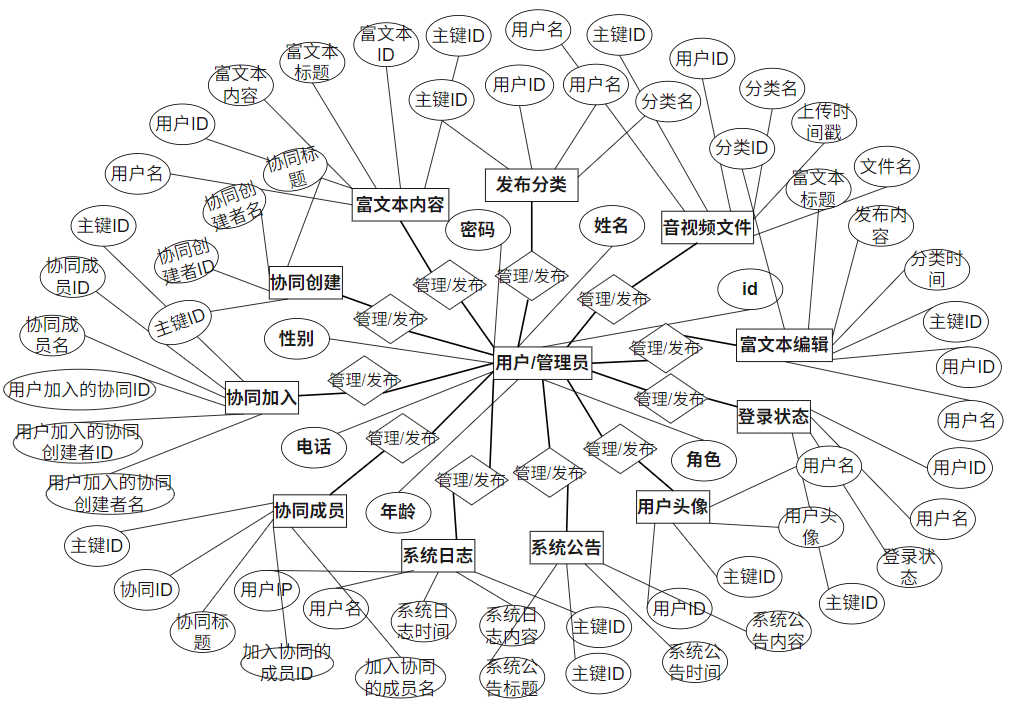 富文本
ID
主键ID
用户名
主键ID
富文本
标题
用户ID
富文本
内容
主键ID
用户ID
用户名
分类名
分类名
用户ID
上传时
间戳
分类ID
协同标
题
用户名
文件名
富文本
标题
协同创
建者名
富文本内容
发布分类
音视频文件
主键ID
密码
姓名
发布内
容
协同创
建者ID
协同成
员ID
分类时
间
协同创建
管理/发布
管理/发布
管理/发布
id
主键ID
管理/发布
主键ID
协同成
员名
性别
管理/发布
富文本编辑
用户/管理员
用户ID
管理/发布
用户加入的协同ID
协同加入
管理/发布
登录状态
用户名
用户加入的协同
创建者ID
电话
管理/发布
管理/发布
角色
用户名
用户ID
用户加入的协同
创建者名
管理/发布
管理/发布
协同成员
年龄
用户头像
用户头
像
用户名
主键ID
系统日志
系统公告
登录状
态
协同ID
用户IP
用户名
主键ID
主键ID
协同标
题
系统日
志时间
系统日
志内容
主键ID
用户ID
系统公
告内容
加入协同的
成员ID
加入协同
的成员名
系统公
告标题
主键ID
系统公
告时间